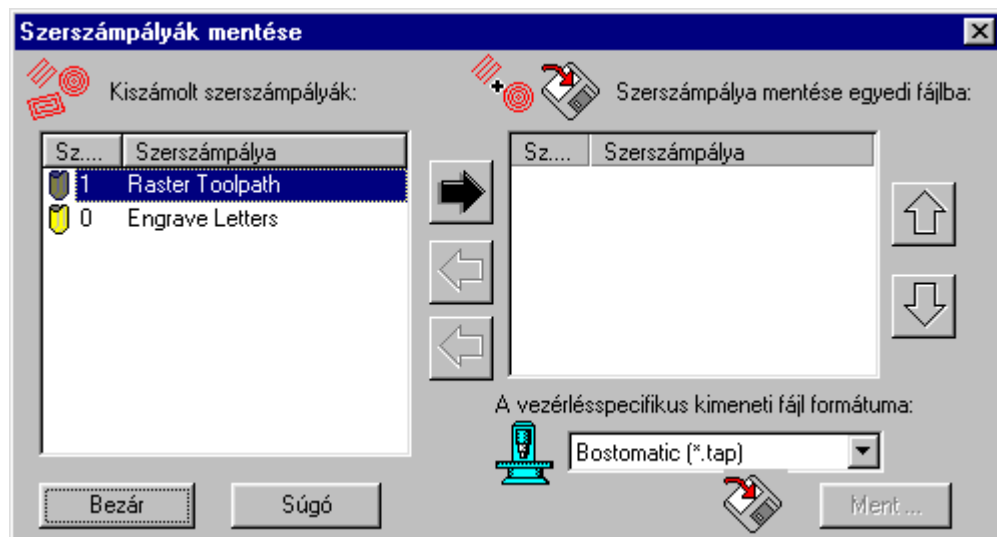 Szerszámpályák mentése
Kiszámolt szerszámpályák:
Szerszámpálya mentése egyedi fájlba:
Sz.... Szerszámpálya
1 Raster Toolpath
0 Engrave Letters
Sz.... Szerszámpálya
A vezérlésspecifikus kimeneti fájl formátuma:
Bostomatic (*.tap)
Bezár
Súgó
Ment ...